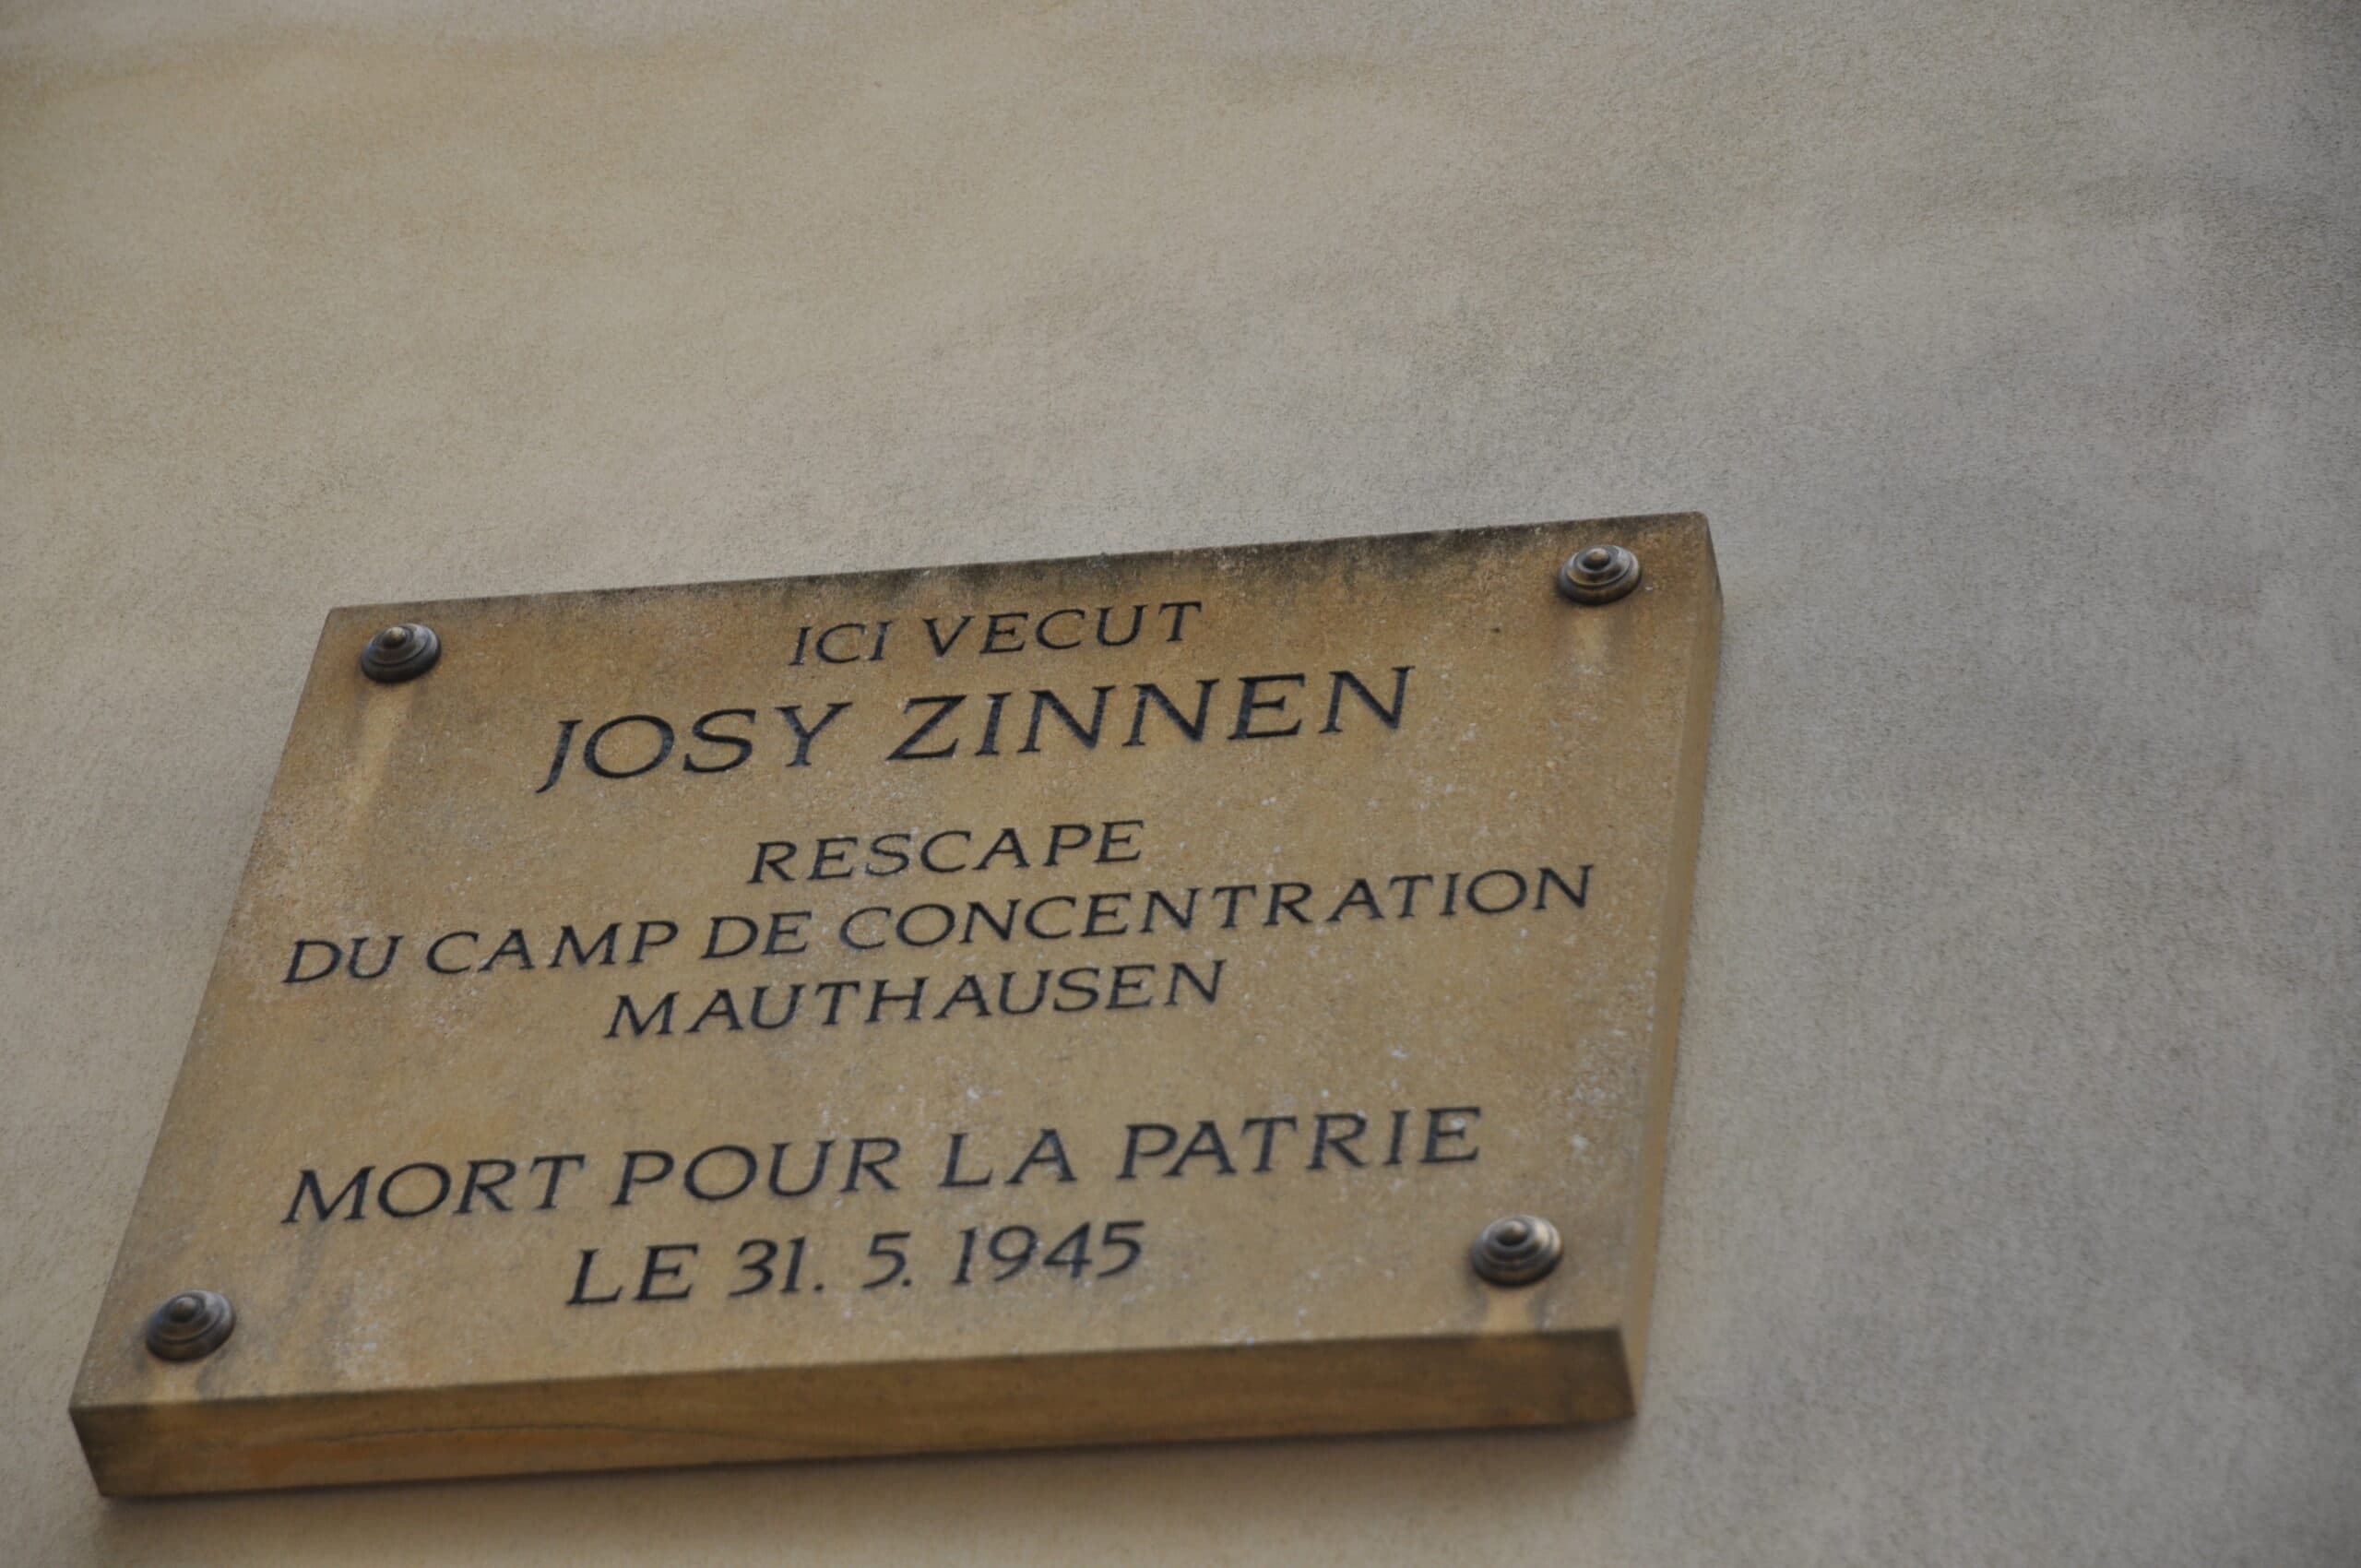 ICI VECUT
JOSY ZINNEN
RESCAPE
DU CAMP DE CONCENTRATION
MAUTHAUSEN
MORT POUR LA PATRIE
LE 31. 5. 1945